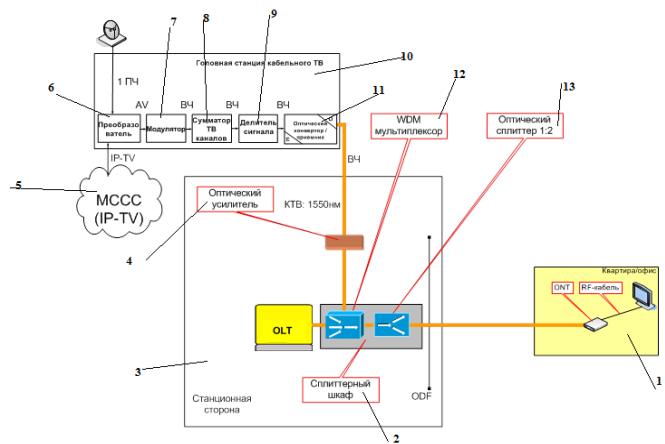 7
8
9
Головная станция кабельного ТВ
10
12
13
6
1 ПЧ
AV
ВЧ
ВЧ
ВЧ
11
Преобразо
ватель
Модулятор
Сумматор
ТВ
каналов
Делитель
сигнала
Оптический
конвертор /
приемник
WDM
мультиплексор
Оптический
сплиттер 1:2
IP-TV
ВЧ
5
МССС
(IP-TV)
Оптический
усилитель
КТВ: 1550нм
4
Квартира/офис
ONT
RF-кабель
OLT
3
1
Сплиттерный
шкаф
Станционная
сторона
ODF
2